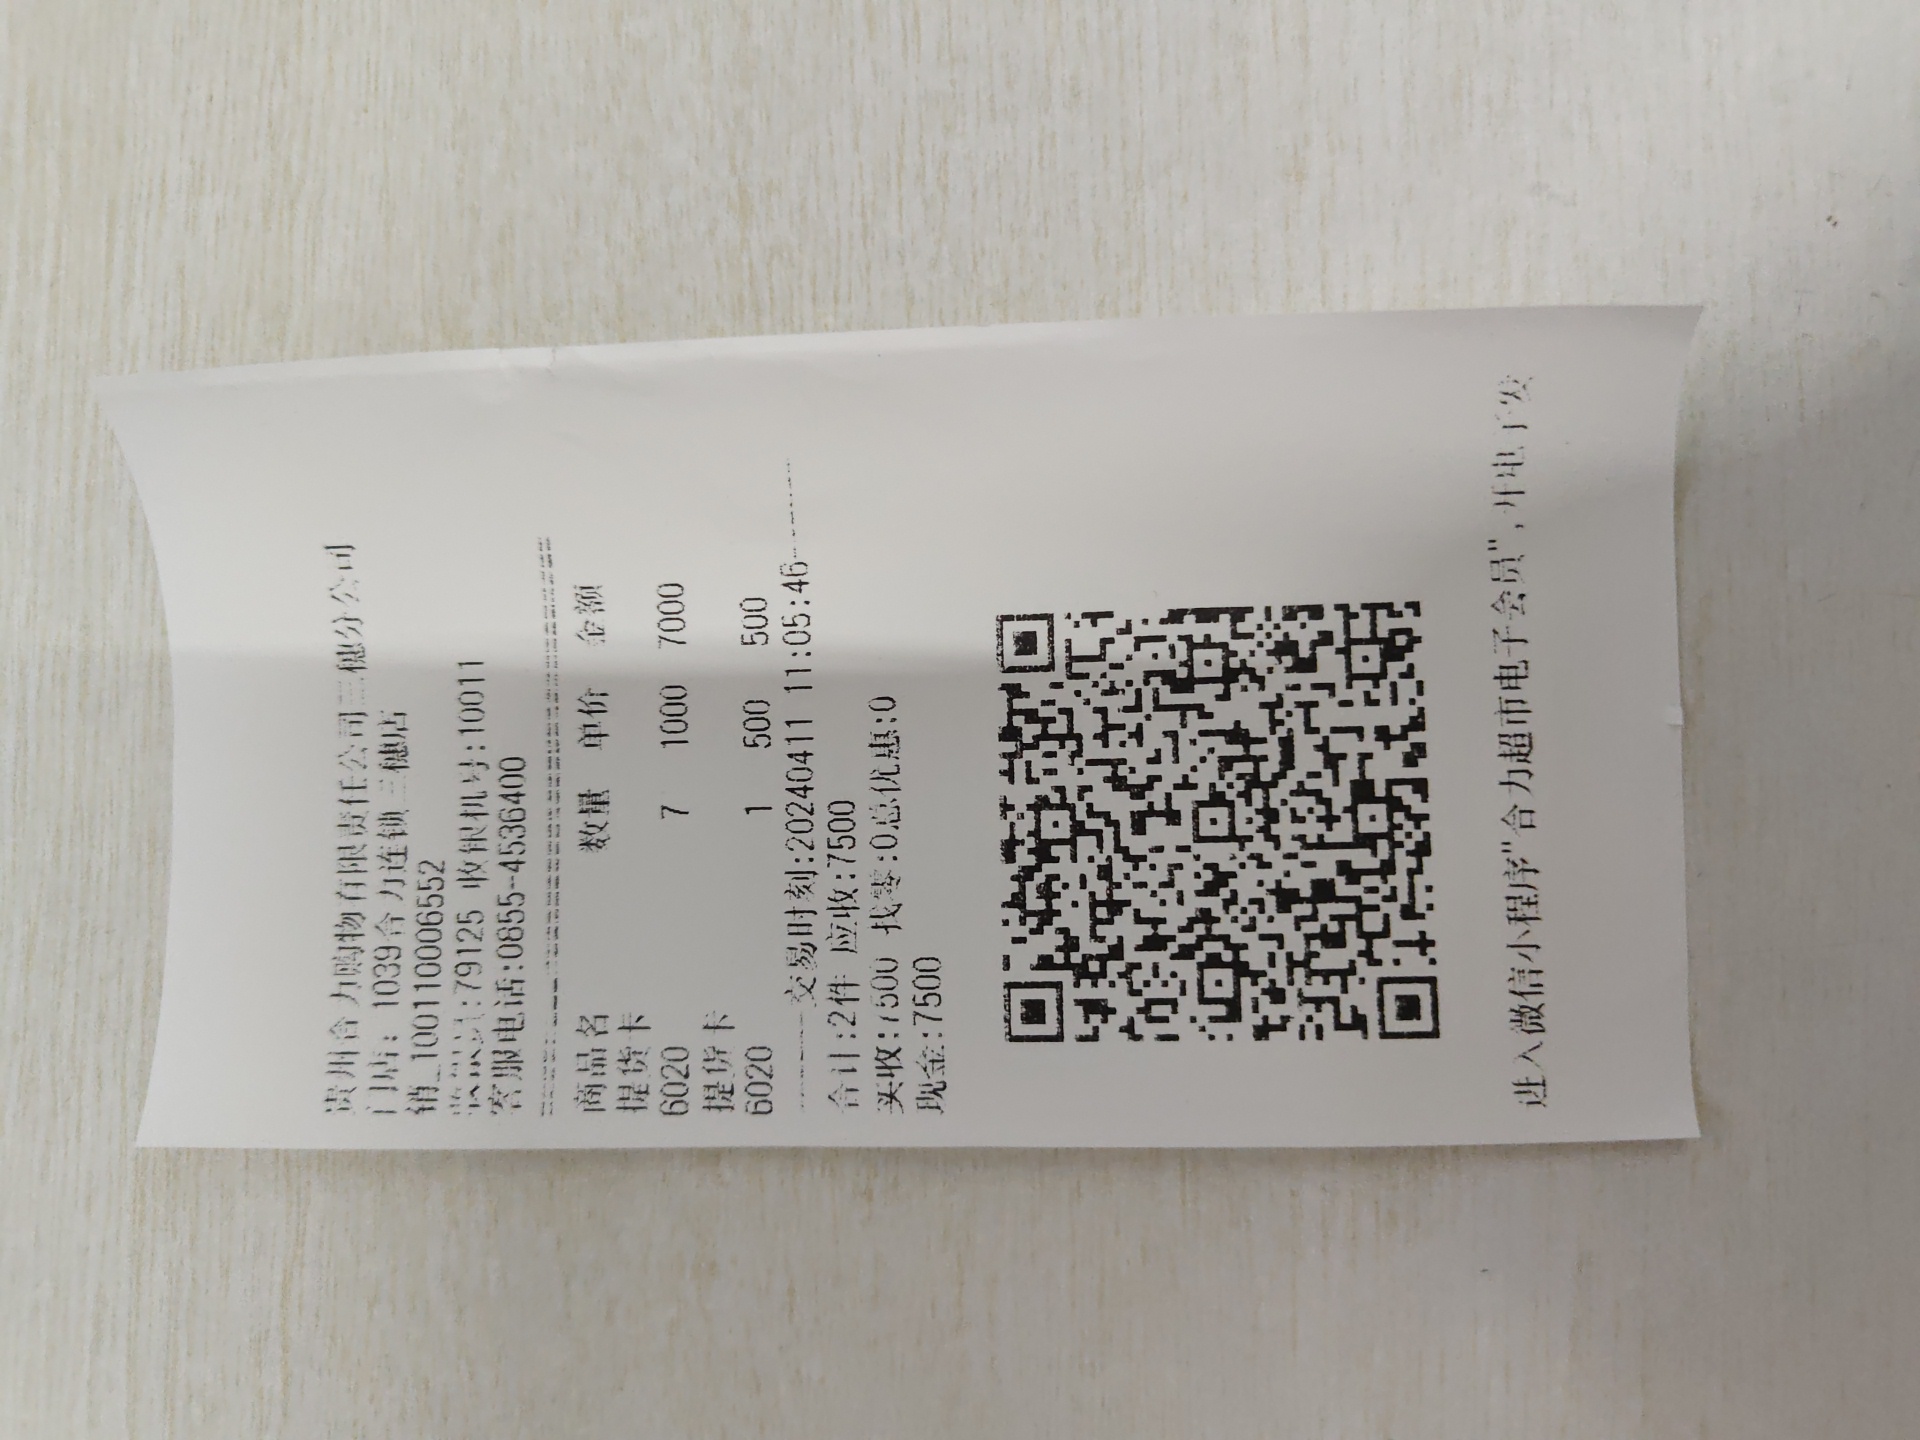 贵州合力购物有限责任公司三穗分公司
门店: 1039合力连锁三穗店
销_100110006552
收银员:79125 收银机号:10011
客服电话:0855-4536400
商品名 数量 单价 金额
提货卡
6020 7 1000 7000
提货卡
6020 1 500 500
交易时刻:20240411 11:05:46
合计:2件 应收:7500
实收:7500 找零:0总优惠:0
现金:7500
进入微信小程序"合力超市电子会员",开电子发